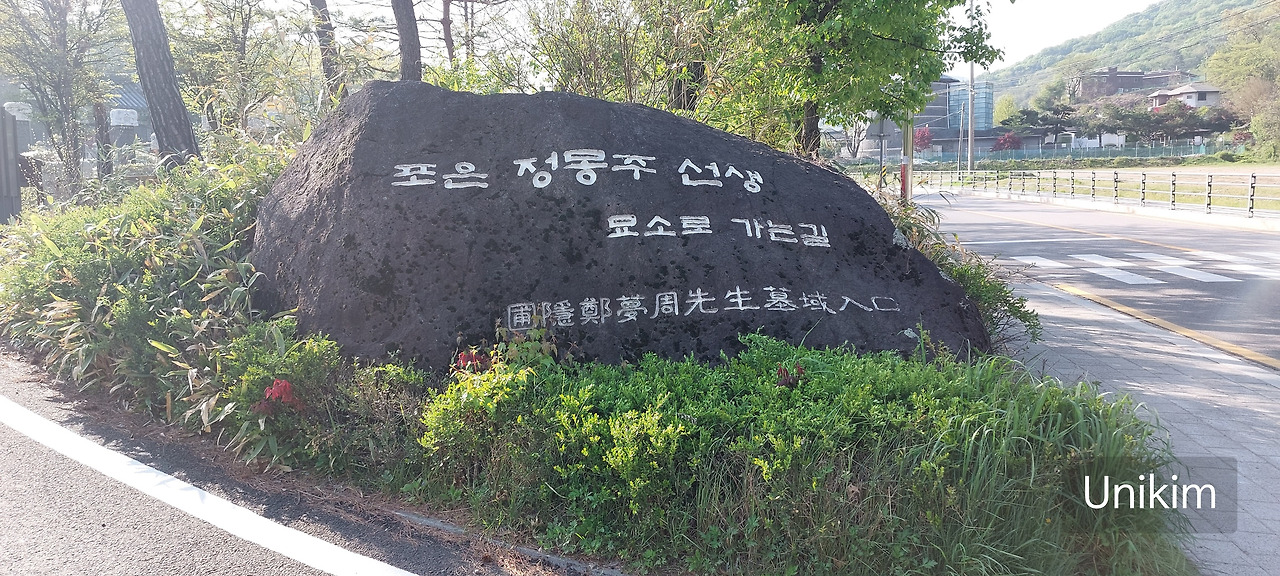 포은 정몽주 선생
묘소로 가는길
圃隱鄭夢周先生墓域入口
Unikim